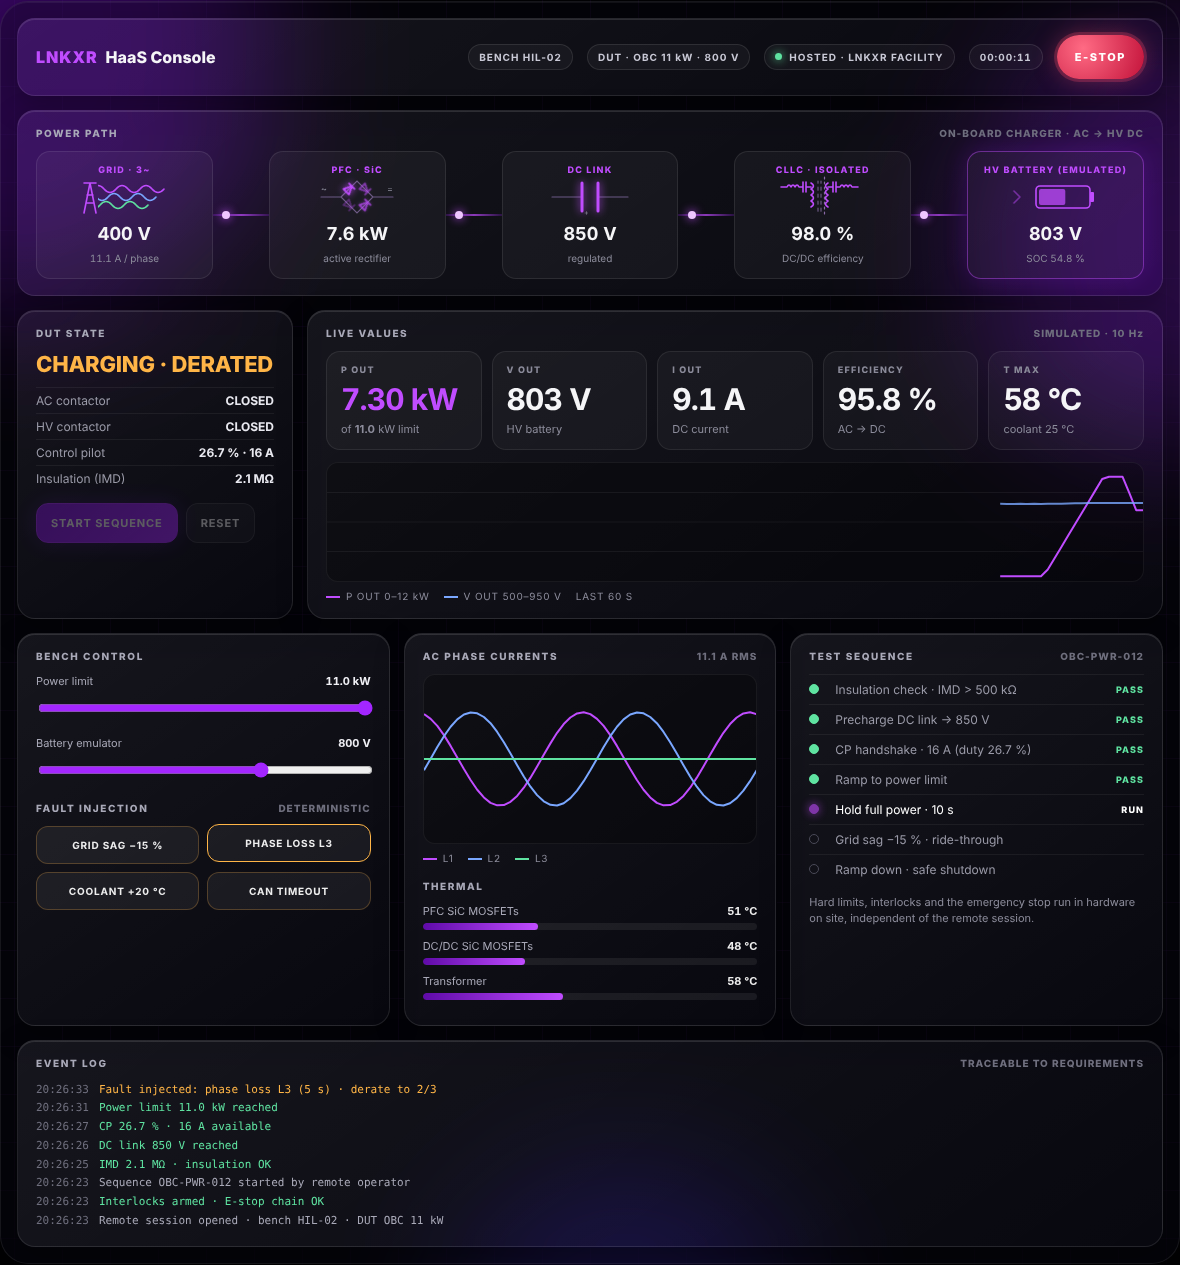 LNKXR HaaS Console
BENCH HIL-02
DUT · OBC 11 kW · 800 V
HOSTED · LNKXR FACILITY
00:00:11
E-STOP
POWER PATH
ON-BOARD CHARGER · AC → HV DC
GRID · 3~
400 V
11.1 A / phase
PFC · SiC
~ =
7.6 kW
active rectifier
DC LINK
850 V
regulated
CLLC · ISOLATED
98.0 %
DC/DC efficiency
HV BATTERY (EMULATED)
803 V
SOC 54.8 %
DUT STATE
CHARGING · DERATED
AC contactor CLOSED
HV contactor CLOSED
Control pilot 26.7 % · 16 A
Insulation (IMD) 2.1 MΩ
START SEQUENCE
RESET
LIVE VALUES
SIMULATED · 10 Hz
P OUT
7.30 kW
of 11.0 kW limit
V OUT
803 V
HV battery
I OUT
9.1 A
DC current
EFFICIENCY
95.8 %
AC → DC
T MAX
58 °C
coolant 25 °C
P OUT 0–12 kW V OUT 500–950 V LAST 60 S
BENCH CONTROL
Power limit 11.0 kW
Battery emulator 800 V
FAULT INJECTION DETERMINISTIC
GRID SAG −15 %
PHASE LOSS L3
COOLANT +20 °C
CAN TIMEOUT
AC PHASE CURRENTS 11.1 A RMS
L1 L2 L3
THERMAL
PFC SiC MOSFETs 51 °C
DC/DC SiC MOSFETs 48 °C
Transformer 58 °C
TEST SEQUENCE OBC-PWR-012
Insulation check · IMD > 500 kΩ PASS
Precharge DC link → 850 V PASS
CP handshake · 16 A (duty 26.7 %) PASS
Ramp to power limit PASS
Hold full power · 10 s RUN
Grid sag −15 % · ride-through
Ramp down · safe shutdown
Hard limits, interlocks and the emergency stop run in hardware
on site, independent of the remote session.
EVENT LOG TRACEABLE TO REQUIREMENTS
20:26:33 Fault injected: phase loss L3 (5 s) · derate to 2/3
20:26:31 Power limit 11.0 kW reached
20:26:27 CP 26.7 % · 16 A available
20:26:26 DC link 850 V reached
20:26:25 IMD 2.1 MΩ · insulation OK
20:26:23 Sequence OBC-PWR-012 started by remote operator
20:26:23 Interlocks armed · E-stop chain OK
20:26:23 Remote session opened · bench HIL-02 · DUT OBC 11 kW